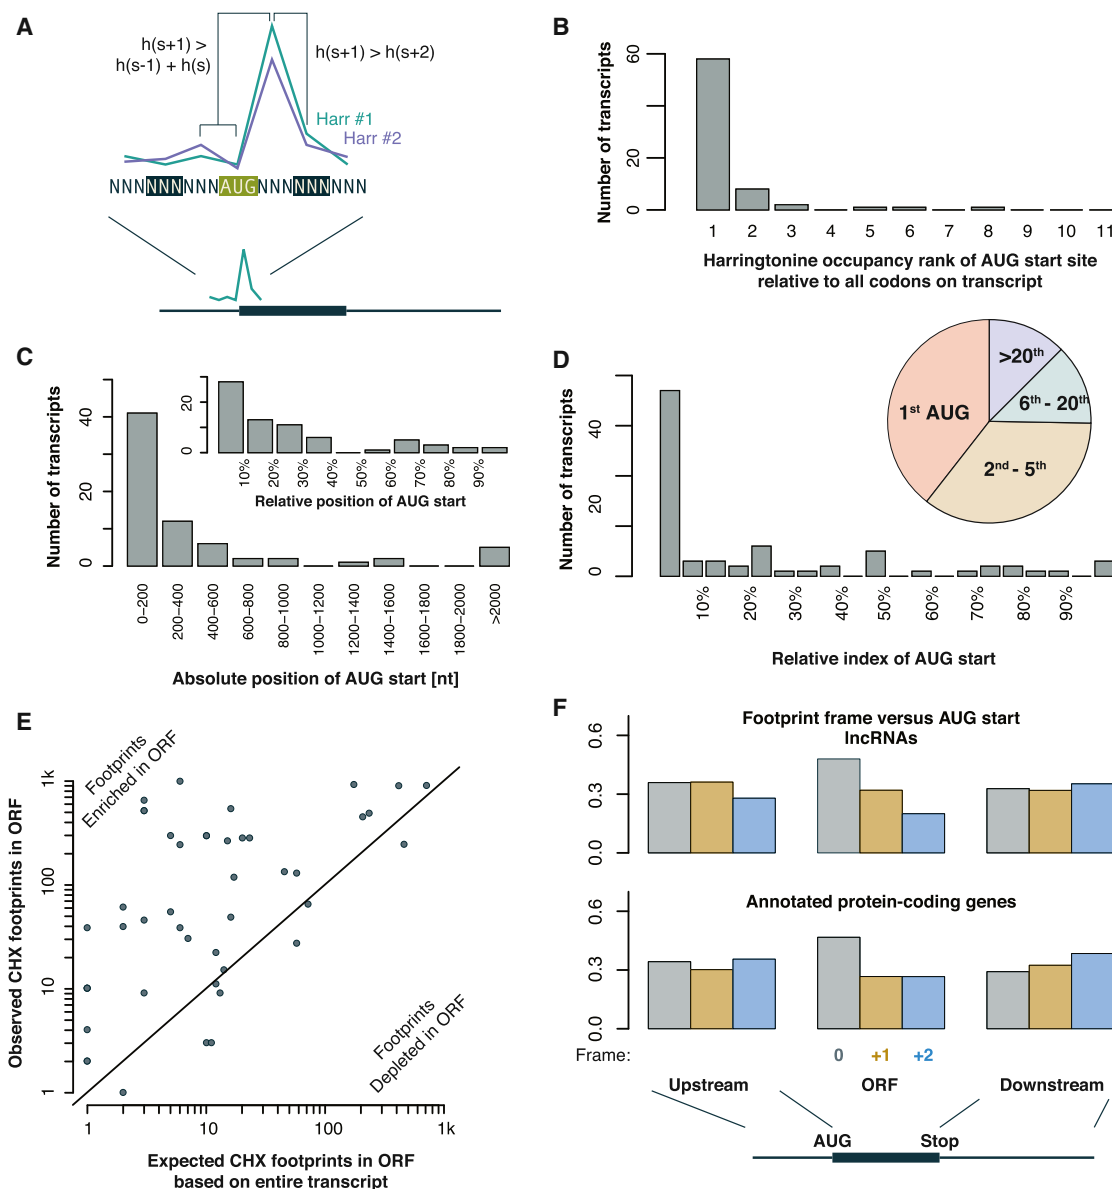 A
h(s+1) >
h(s-1) + h(s)
h(s+1) > h(s+2)
Harr #1
Harr #2
NNNNNNNNNAUGNNNNNNNNN
B
Number of transcripts
0
20
60
1 2 3 4 5 6 7 8 9 10 11
Harringtonine occupancy rank of AUG start site
relative to all codons on transcript
C
Number of transcripts
0
20
40
0–200
200–400
400–600
600–800
800–1000
1000–1200
1200–1400
1400–1600
1600–1800
1800–2000
>2000
Absolute position of AUG start [nt]
0
20
10% 20% 30% 40% 50% 60% 70% 80% 90%
Relative position of AUG start
D
Number of transcripts
0
20
40
10% 20% 30% 40% 50% 60% 70% 80% 90%
Relative index of AUG start
1st AUG
>20th
6th - 20th
2nd - 5th
E
Footprints
Enriched in ORF
Footprints
Depleted in ORF
Observed CHX footprints in ORF
1
10
100
1k
1 10 100 1k
Expected CHX footprints in ORF
based on entire transcript
F
Footprint frame versus AUG start
lncRNAs
0.0
0.3
0.6
Annotated protein-coding genes
0.0
0.3
0.6
Frame: 0 +1 +2
Upstream ORF Downstream
AUG Stop